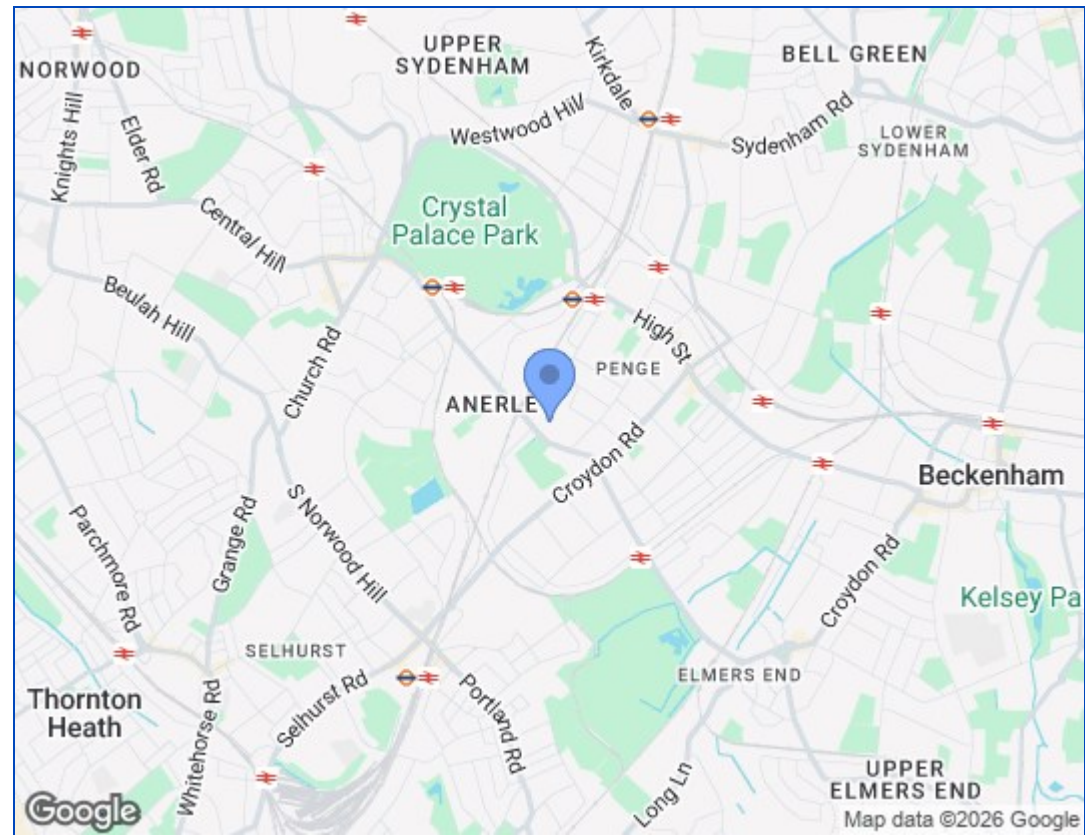 UPPER
SYDENHAM
BELL GREEN
NORWOOD
Kirkdale
Westwood Hill
Sydenham Rd
LOWER
SYDENHAM
Knights Hill
Elder Rd
Central Hill
Crystal
Palace Park
Beulah Hill
Church Rd
High St
PENGE
ANERLE
Croydon Rd
Beckenham
S Norwood Hill
Grange Rd
Parchmore Rd
Croydon Rd
Kelsey Pa
SELHURST
ELMERS END
Selhurst Rd
Portland Rd
Thornton
Heath
Whitehorse Rd
Long Ln
UPPER
ELMERS END
Google
Map data ©2026 Google